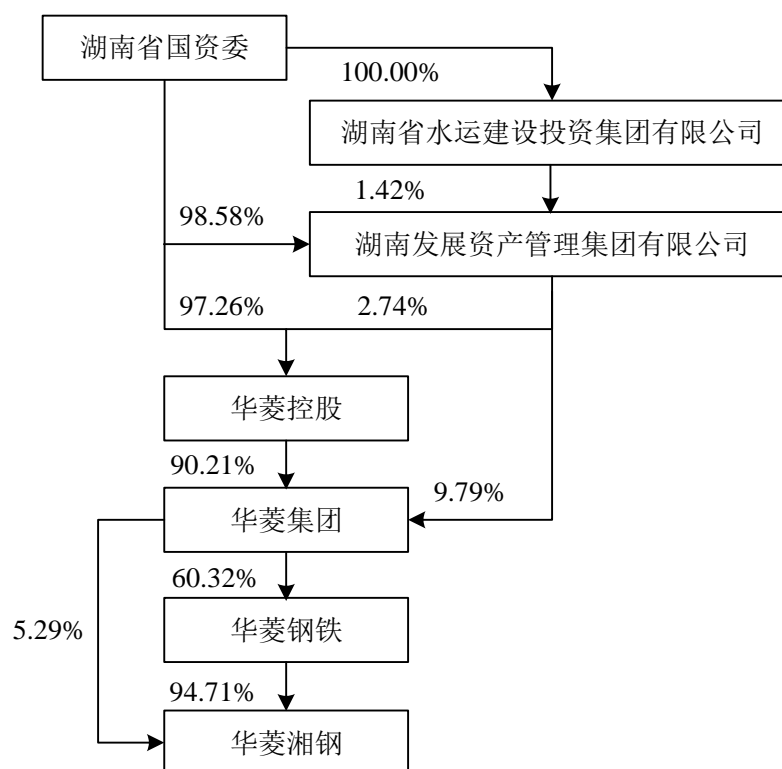 湖南省国资委
100.00%
湖南省水运建设投资集团有限公司
1.42%
98.58%
湖南发展资产管理集团有限公司
97.26%
2.74%
华菱控股
90.21%
9.79%
华菱集团
60.32%
5.29%
华菱钢铁
94.71%
华菱湘钢